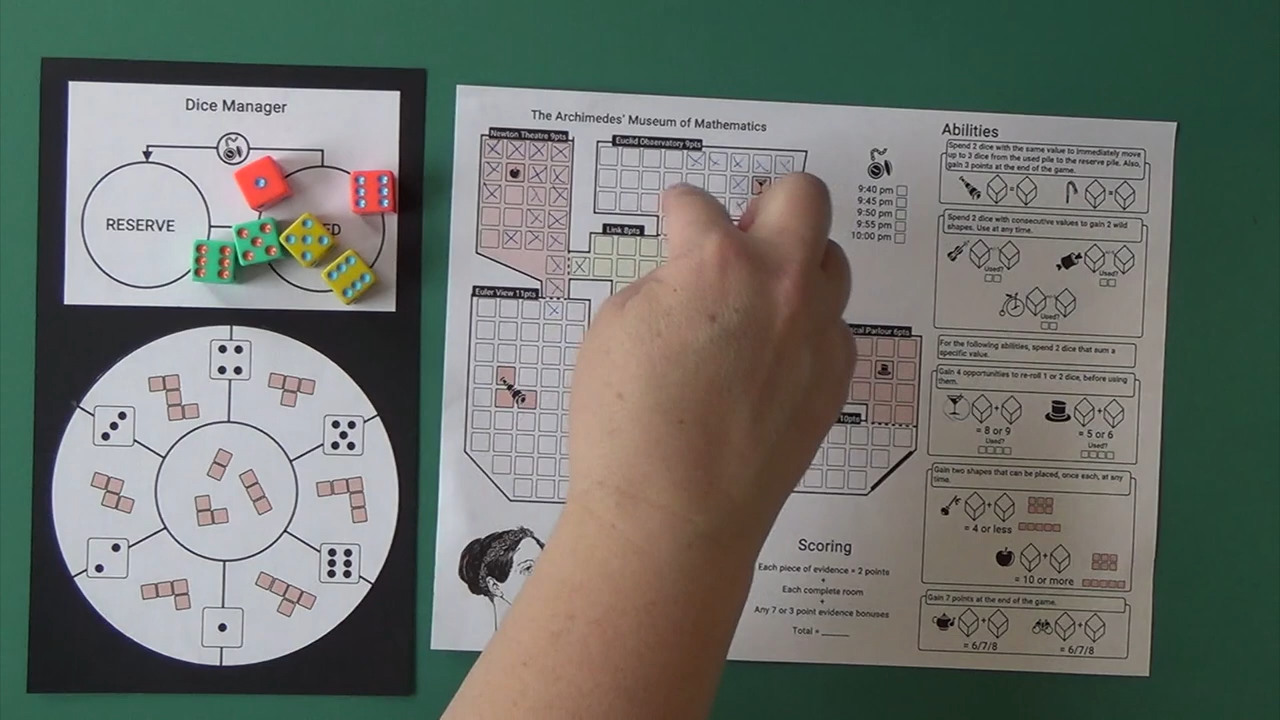 Dice Manager
RESERVE
The Archimedes' Museum of Mathematics
Newton Theatre 9pts
Euclid Observatory 9pts
Link 8pts
Euler View 11pts
Parlour 6pts
10pts
9:40 pm
9:45 pm
9:50 pm
9:55 pm
10:00 pm
Scoring
Each piece of evidence = 2 points
+
Each complete room
+
Any 7 or 3 point evidence bonuses
Total = ______
Abilities
Spend 2 dice with the same value to immediately move
up to 3 dice from the used pile to the reserve pile. Also,
gain 3 points at the end of the game.
=
=
Spend 2 dice with consecutive values to gain 2 wild
shapes. Use at any time.
Used?
Used?
Used?
For the following abilities, spend 2 dice that sum a
specific value.
Gain 4 opportunities to re-roll 1 or 2 dice, before using
them.
+
+
= 8 or 9
= 5 or 6
Used?
Used?
Gain two shapes that can be placed, once each, at any
time.
+
= 4 or less
+
= 10 or more
Gain 7 points at the end of the game.
+
+
= 6/7/8
= 6/7/8